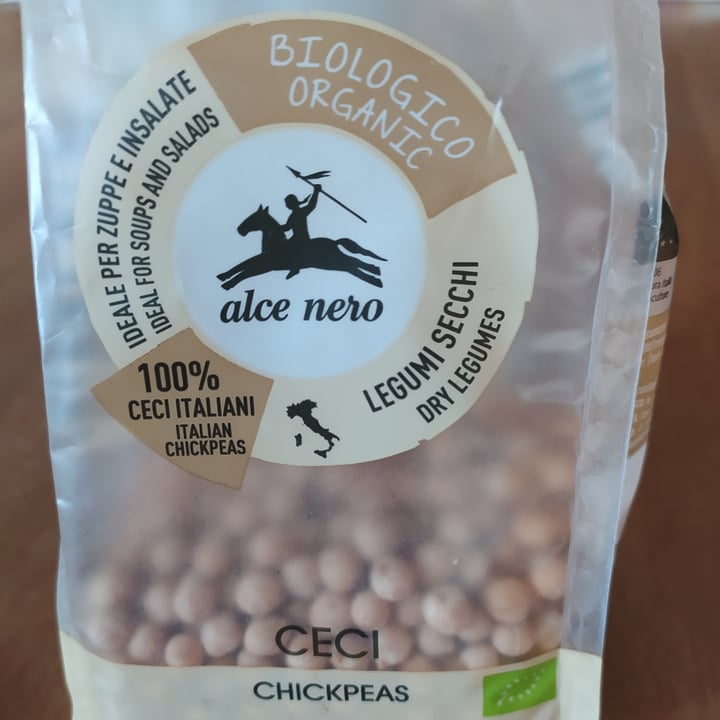 BIOLOGICO
ORGANIC
IDEALE PER ZUPPE E INSALATE
IDEAL FOR SOUPS AND SALADS
alce nero
LEGUMI SECCHI
DRY LEGUMES
100%
CECI ITALIANI
ITALIAN
CHICKPEAS
CECI
CHICKPEAS